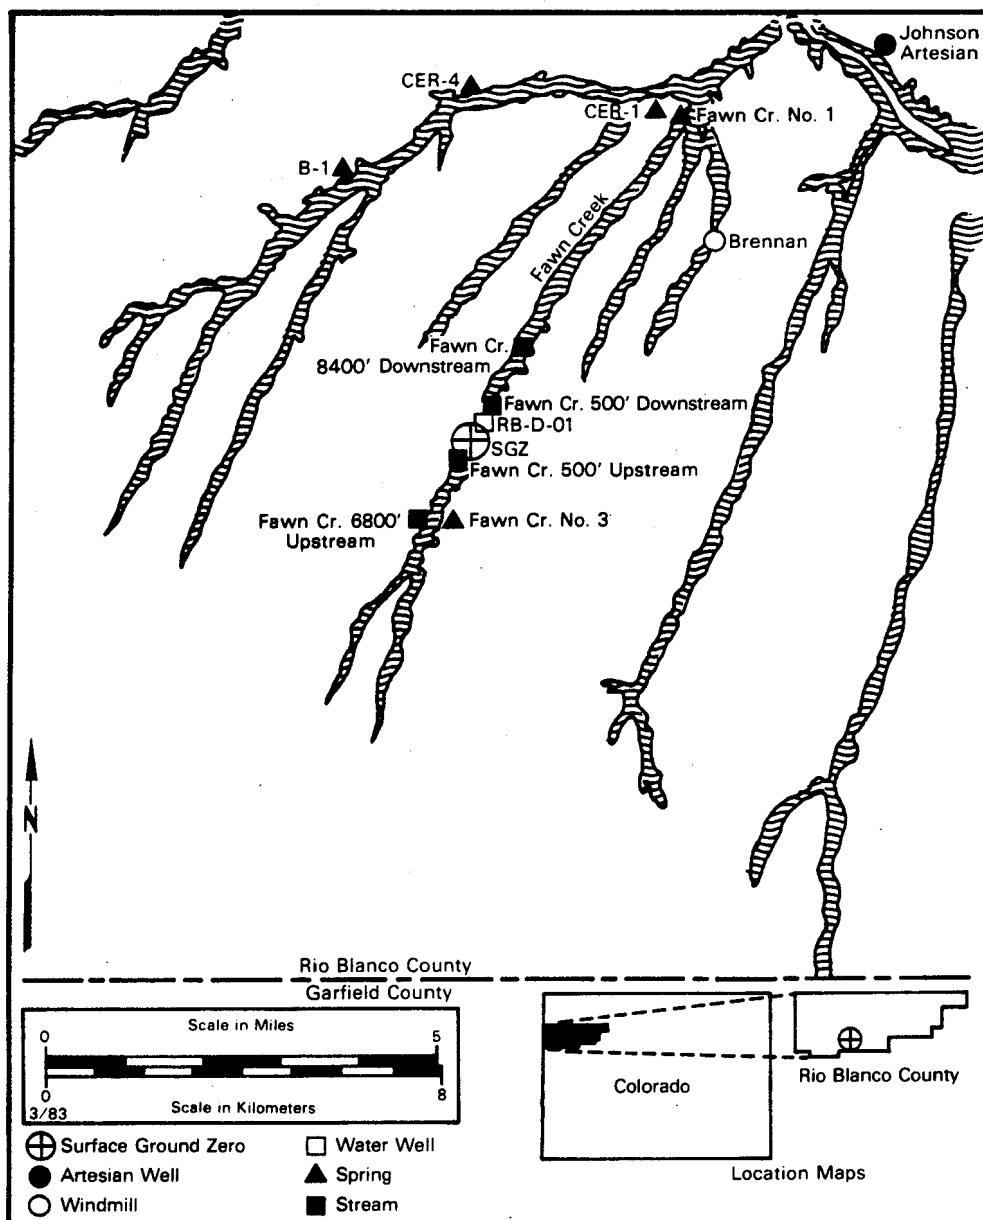 Johnson
Artesian
CER-4
CER-1
Fawn Cr. No. 1
B-1
Fawn Creek
Brennan
Fawn Cr.
8400' Downstream
Fawn Cr. 500' Downstream
RB-D-01
SGZ
Fawn Cr. 500' Upstream
Fawn Cr. 6800'
Upstream
Fawn Cr. No. 3
N
Rio Blanco County
Garfield County
Scale in Miles
0 5
0 8
Scale in Kilometers
3/83
Colorado
Rio Blanco County
Location Maps
Surface Ground Zero
Artesian Well
Windmill
Water Well
Spring
Stream